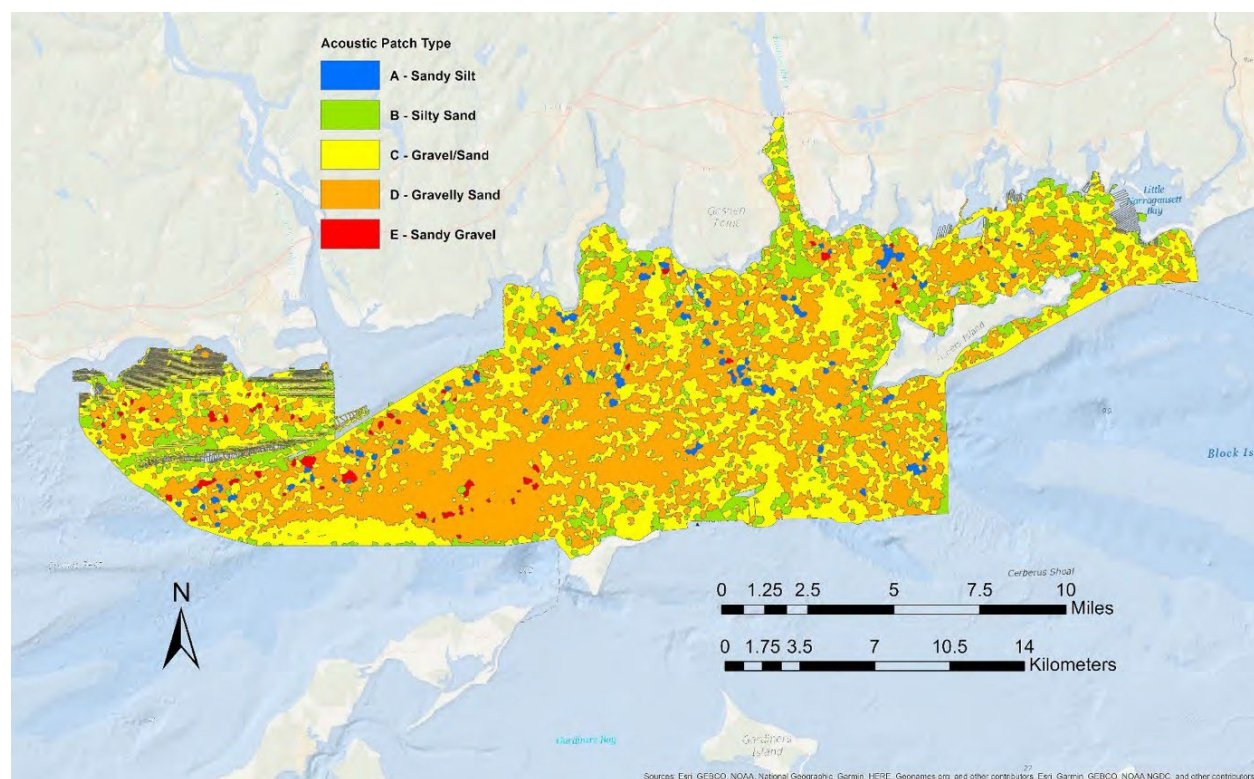 Acoustic Patch Type
A - Sandy Silt
B - Silty Sand
C - Gravel/Sand
D - Gravelly Sand
E - Sandy Gravel
Little
Narragansett
Bay
Island
Block Is
Cerberus Shoal
N
0 1.25 2.5 5 7.5 10
Miles
0 1.75 3.5 7 10.5 14
Kilometers
Gardiners Bay
Gardiners
Island
Sources: Esri, GEBCO, NOAA, National Geographic, Garmin, HERE, Geonames.org, and other contributors, Esri, Garmin, GEBCO, NOAA NGDC, and other contributors